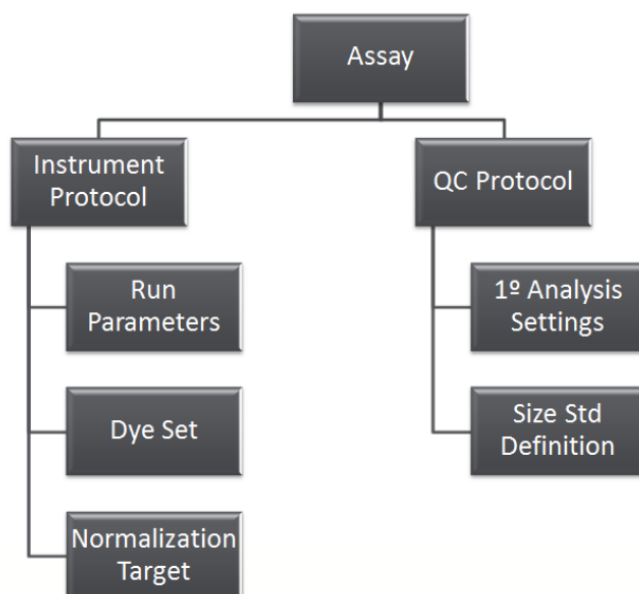 Assay
Instrument
Protocol
QC Protocol
Run
Parameters
1º Analysis
Settings
Dye Set
Size Std
Definition
Normalization
Target